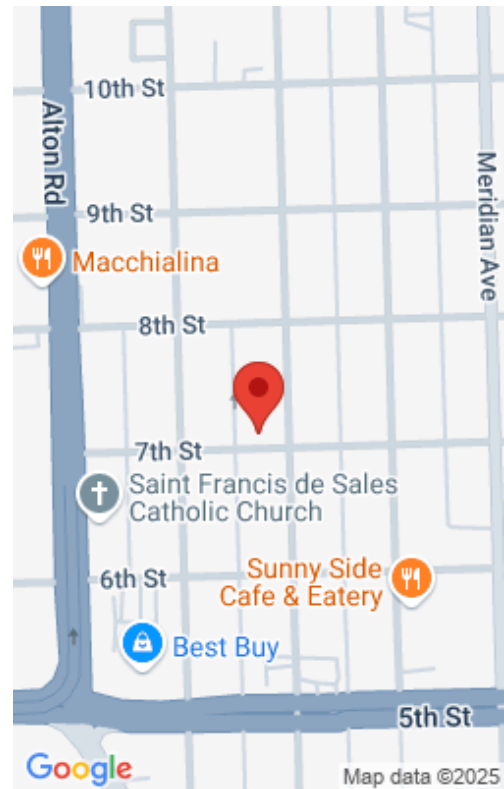 10th St
Alton Rd
Meridian Ave
9th St
Macchialina
8th St
7th St
Saint Francis de Sales
Catholic Church
6th St
Sunny Side
Cafe & Eatery
Best Buy
5th St
Google
Map data ©2025